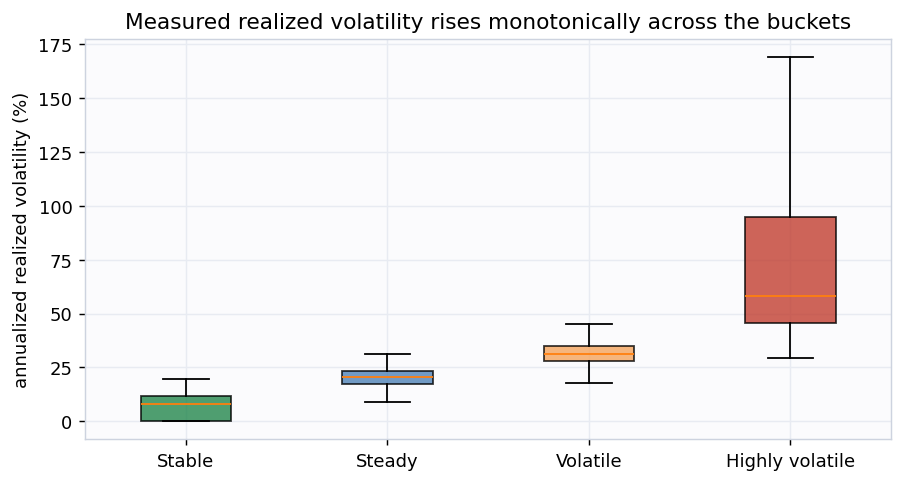 Measured realized volatility rises monotonically across the buckets
annualized realized volatility (%)
175
150
125
100
75
50
25
0
Stable Steady Volatile Highly volatile